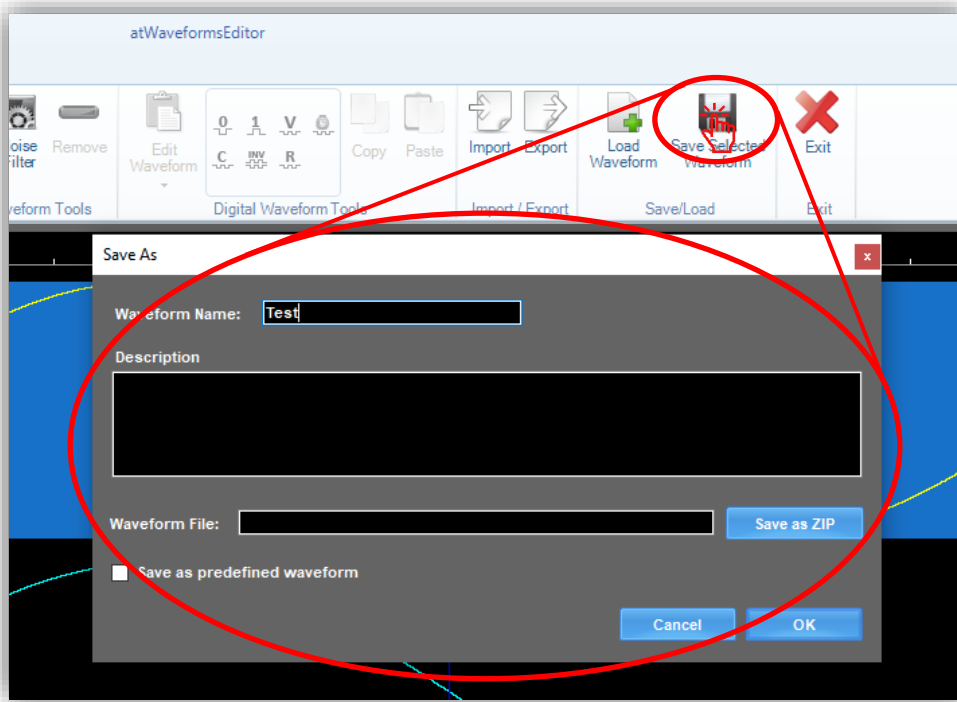 atWaveformsEditor
oise
Filter
Remove
Edit
Waveform
0 1 V
C INV R
Copy
Paste
Import
Export
Load
Waveform
Save Selected
Waveform
Exit
veform Tools
Digital Waveform Tools
Import / Export
Save/Load
Exit
Save As
x
Waveform Name: Test
Description
Waveform File:
Save as ZIP
Save as predefined waveform
Cancel
OK